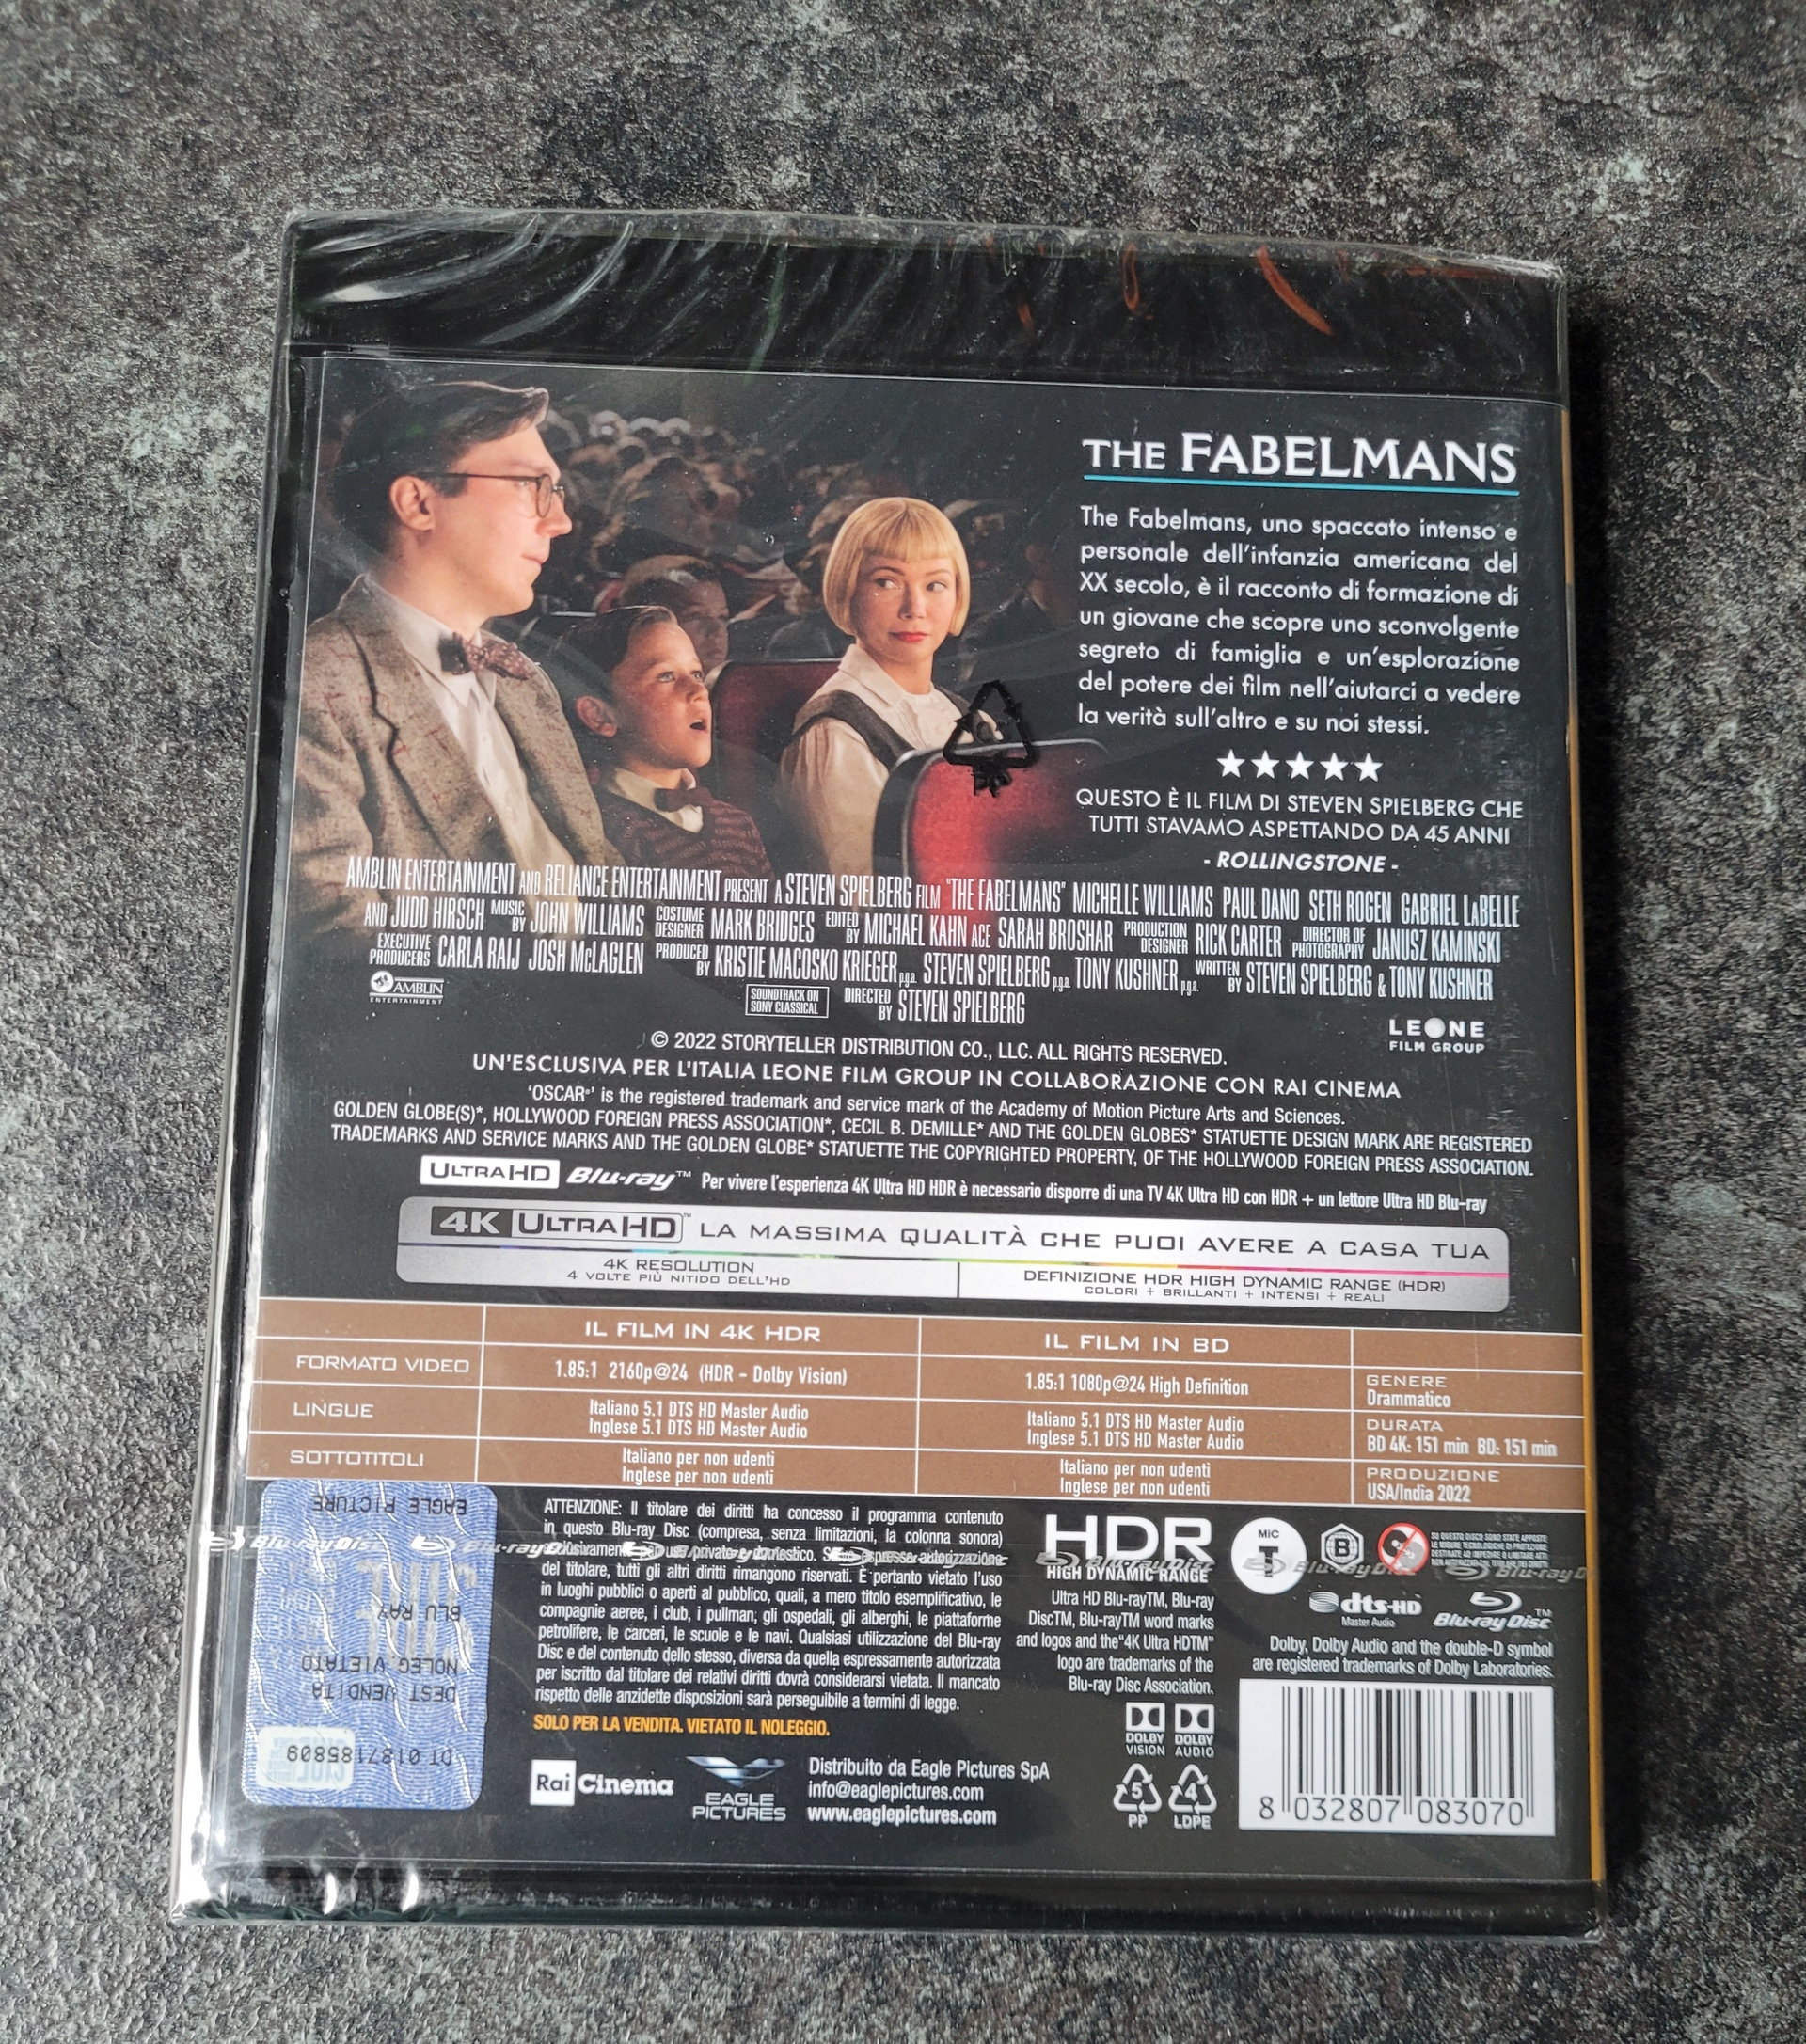 THE FABELMANS
The Fabelmans, uno spaccato intenso e
personale dell'infanzia americana del
XX secolo, è il racconto di formazione di
un giovane che scopre uno sconvolgente
segreto di famiglia e un'esplorazione
del potere dei film nell'aiutarci a vedere
la verità sull'altro e su noi stessi.
★★★★★
QUESTO È IL FILM DI STEVEN SPIELBERG CHE
TUTTI STAVAMO ASPETTANDO DA 45 ANNI
- ROLLINGSTONE -
AMBLIN ENTERTAINMENT AND RELIANCE ENTERTAINMENT PRESENT A STEVEN SPIELBERG FILM "THE FABELMANS" MICHELLE WILLIAMS PAUL DANO SETH ROGEN GABRIEL LaBELLE
AND JUDD HIRSCH MUSIC BY JOHN WILLIAMS COSTUME DESIGNER MARK BRIDGES EDITED BY MICHAEL KAHN ACE SARAH BROSHAR PRODUCTION DESIGNER RICK CARTER DIRECTOR OF PHOTOGRAPHY JANUSZ KAMINSKI
EXECUTIVE PRODUCERS CARLA RAIJ JOSH McLAGLEN PRODUCED BY KRISTIE MACOSKO KRIEGER p.g.a. STEVEN SPIELBERG p.g.a. TONY KUSHNER p.g.a. WRITTEN BY STEVEN SPIELBERG & TONY KUSHNER
AMBLIN ENTERTAINMENT
SOUNDTRACK ON SONY CLASSICAL
DIRECTED BY STEVEN SPIELBERG
LEONE FILM GROUP
© 2022 STORYTELLER DISTRIBUTION CO., LLC. ALL RIGHTS RESERVED.
UN'ESCLUSIVA PER L'ITALIA LEONE FILM GROUP IN COLLABORAZIONE CON RAI CINEMA
'OSCAR®' is the registered trademark and service mark of the Academy of Motion Picture Arts and Sciences.
GOLDEN GLOBE(S)*, HOLLYWOOD FOREIGN PRESS ASSOCIATION*, CECIL B. DEMILLE* AND THE GOLDEN GLOBES* STATUETTE DESIGN MARK ARE REGISTERED
TRADEMARKS AND SERVICE MARKS AND THE GOLDEN GLOBE* STATUETTE THE COPYRIGHTED PROPERTY, OF THE HOLLYWOOD FOREIGN PRESS ASSOCIATION.
ULTRA HD Blu-ray™ Per vivere l'esperienza 4K Ultra HD HDR è necessario disporre di una TV 4K Ultra HD con HDR + un lettore Ultra HD Blu-ray
4K ULTRA HD™ LA MASSIMA QUALITÀ CHE PUOI AVERE A CASA TUA
4K RESOLUTION
4 VOLTE PIÙ NITIDO DELL'HD
DEFINIZIONE HDR HIGH DYNAMIC RANGE (HDR)
COLORI + BRILLANTI + INTENSI + REALI
IL FILM IN 4K HDR
IL FILM IN BD
FORMATO VIDEO
1.85:1 2160p@24 (HDR - Dolby Vision)
1.85:1 1080p@24 High Definition
GENERE
Drammatico
LINGUE
Italiano 5.1 DTS HD Master Audio
Inglese 5.1 DTS HD Master Audio
Italiano 5.1 DTS HD Master Audio
Inglese 5.1 DTS HD Master Audio
DURATA
BD 4K: 151 min BD: 151 min
SOTTOTITOLI
Italiano per non udenti
Inglese per non udenti
Italiano per non udenti
Inglese per non udenti
PRODUZIONE
USA/India 2022
EAGLE PICTURE
BLU RAY
NOLEG.VIETATO
DEST VENDITA
DT 018718580​9
ATTENZIONE: Il titolare dei diritti ha concesso il programma contenuto
in questo Blu-ray Disc (compresa, senza limitazioni, la colonna sonora)
esclusivamente per uso privato e domestico. Salvo espressa autorizzazione
del titolare, tutti gli altri diritti rimangono riservati. È pertanto vietato l'uso
in luoghi pubblici o aperti al pubblico, quali, a mero titolo esemplificativo, le
compagnie aeree, i club, i pullman, gli ospedali, gli alberghi, le piattaforme
petrolifere, le carceri, le scuole e le navi. Qualsiasi utilizzazione del Blu-ray
Disc e del contenuto dello stesso, diversa da quella espressamente autorizzata
per iscritto dal titolare dei relativi diritti dovrà considerarsi vietata. Il mancato
rispetto delle anzidette disposizioni sarà perseguibile a termini di legge.
SOLO PER LA VENDITA. VIETATO IL NOLEGGIO.
Rai Cinema
EAGLE PICTURES
Distribuito da Eagle Pictures SpA
info@eaglepictures.com
www.eaglepictures.com
HDR
HIGH DYNAMIC RANGE
Ultra HD Blu-rayTM, Blu-ray
DiscTM, Blu-rayTM word marks
and logos and the"4K Ultra HDTM"
logo are trademarks of the
Blu-ray Disc Association.
DOLBY VISION
DOLBY AUDIO
5 PP
4 LDPE
MiC T
B
dts-HD Master Audio
Blu-ray Disc™
Dolby, Dolby Audio and the double-D symbol
are registered trademarks of Dolby Laboratories.
8 032807 083070